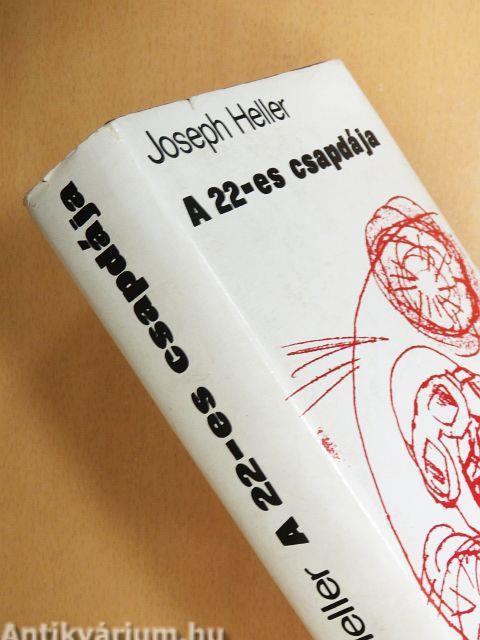 Joseph Heller
A 22-es csapdája
Heller A 22-es csapdája
Antikvárium.hu